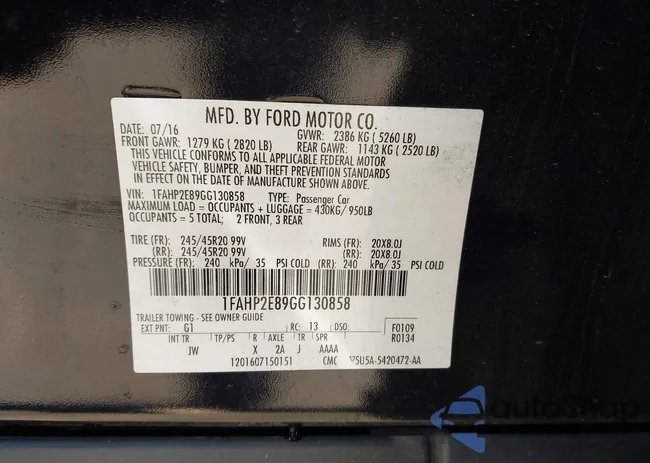 MFD. BY FORD MOTOR CO.
DATE: 07/16 GVWR: 2386 KG ( 5260 LB)
FRONT GAWR: 1279 KG ( 2820 LB) REAR GAWR: 1143 KG ( 2520 LB)
THIS VEHICLE CONFORMS TO ALL APPLICABLE FEDERAL MOTOR
VEHICLE SAFETY, BUMPER, AND THEFT PREVENTION STANDARDS
IN EFFECT ON THE DATE OF MANUFACTURE SHOWN ABOVE.
VIN: 1FAHP2E89GG130858 TYPE: Passenger Car
MAXIMUM LOAD = OCCUPANTS + LUGGAGE = 430KG/ 950LB
OCCUPANTS = 5 TOTAL; 2 FRONT, 3 REAR
TIRE (FR): 245/45R20 99V RIMS (FR): 20X8.0J
(RR): 245/45R20 99V (RR): 20X8.0J
PRESSURE (FR): 240 kPa/ 35 PSI COLD (RR): 240 kPa/ 35 PSI COLD
1FAHP2E89GG130858
TRAILER TOWING - SEE OWNER GUIDE
EXT PNT: G1 RC: 13 DSO: F0109
INT TR TP/PS R AXLE TR SPR R0134
JW X 2A J AAAA
1201607150151 CMC 5U5A-5420472-AA
autoShop